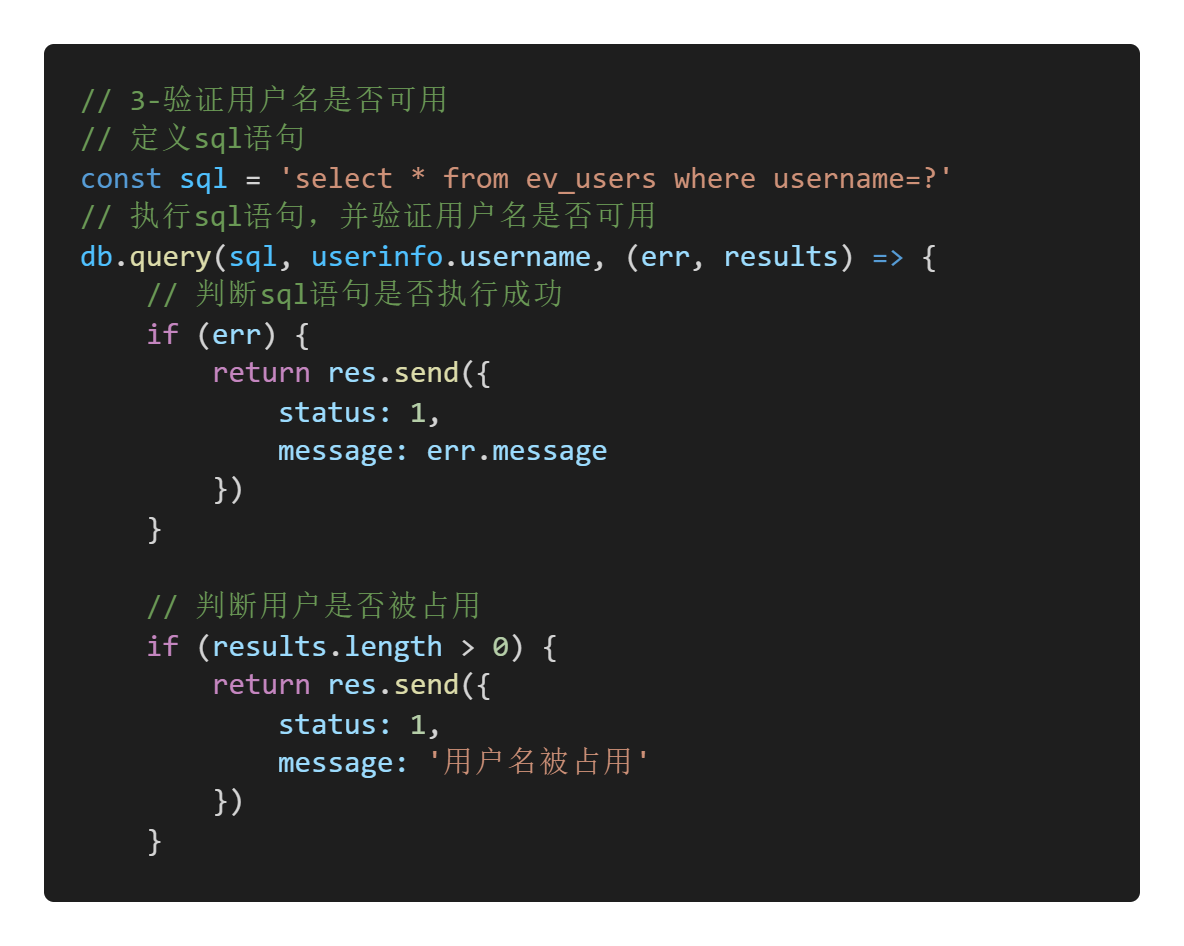 // 3-验证用户名是否可用
// 定义sql语句
const sql = 'select * from ev_users where username=?'
// 执行sql语句，并验证用户名是否可用
db.query(sql, userinfo.username, (err, results) => {
    // 判断sql语句是否执行成功
    if (err) {
        return res.send({
            status: 1,
            message: err.message
        })
    }

    // 判断用户是否被占用
    if (results.length > 0) {
        return res.send({
            status: 1,
            message: '用户名被占用'
        })
    }